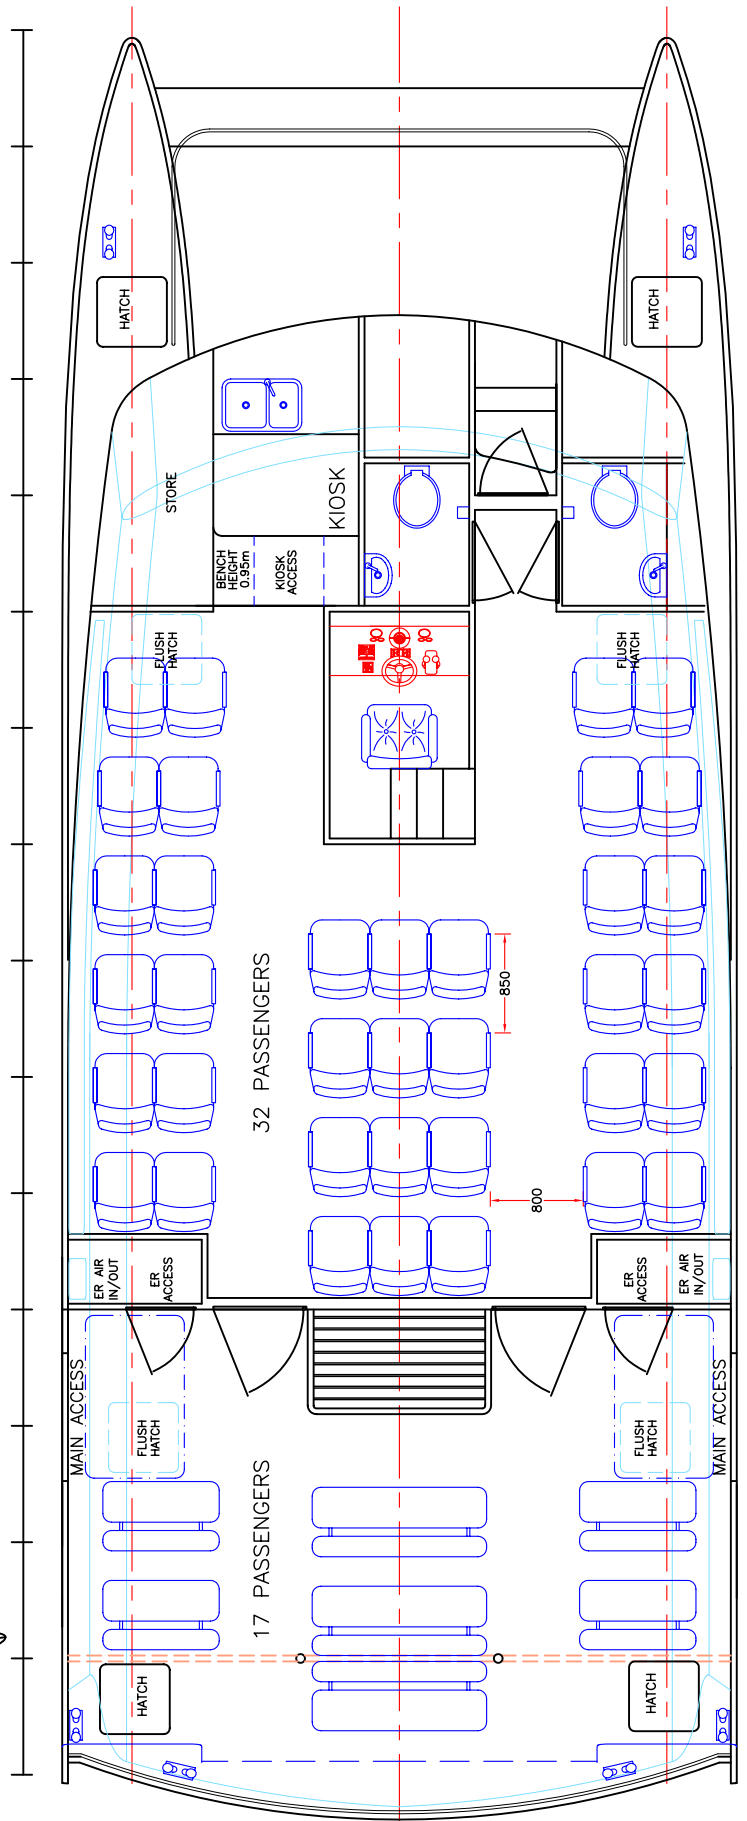 HATCH
HATCH
STORE
KIOSK
BENCH
HEIGHT
0.95m
KIOSK
ACCESS
FLUSH
HATCH
FLUSH
HATCH
32 PASSENGERS
850
800
ER AIR
IN/OUT
ER
ACCESS
ER
ACCESS
ER AIR
IN/OUT
MAIN ACCESS
FLUSH
HATCH
FLUSH
HATCH
MAIN ACCESS
17 PASSENGERS
HATCH
HATCH